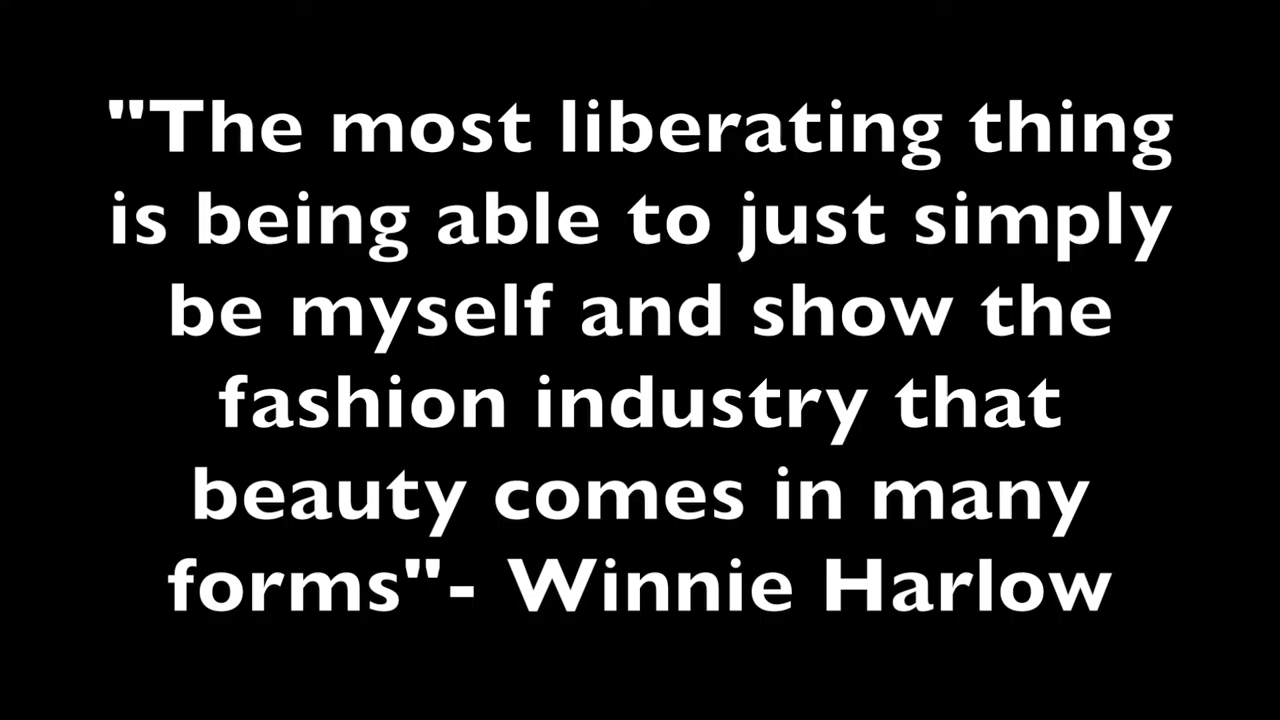 "The most liberating thing
is being able to just simply
be myself and show the
fashion industry that
beauty comes in many
forms"- Winnie Harlow